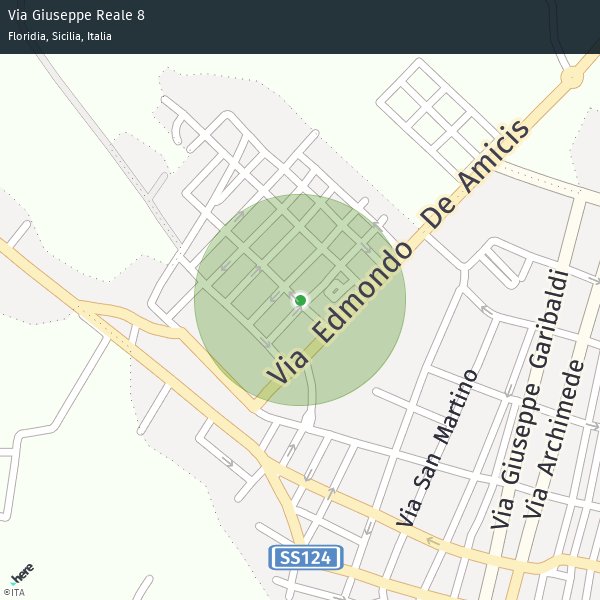 Via Giuseppe Reale 8
Floridia, Sicilia, Italia
Via Edmondo De Amicis
Via Giuseppe Garibaldi
Via San Martino
Via Archimede
SS124
here
©ITA